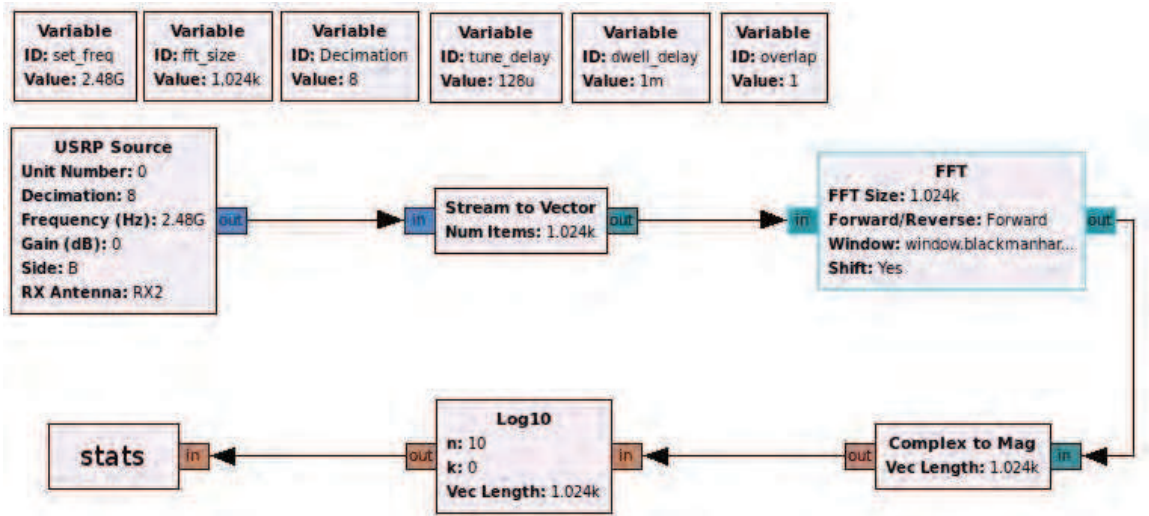 Variable
ID: set_freq
Value: 2.48G
Variable
ID: fft_size
Value: 1.024k
Variable
ID: Decimation
Value: 8
Variable
ID: tune_delay
Value: 128u
Variable
ID: dwell_delay
Value: 1m
Variable
ID: overlap
Value: 1
USRP Source
Unit Number: 0
Decimation: 8
Frequency (Hz): 2.48G
Gain (dB): 0
Side: B
RX Antenna: RX2
out
in
Stream to Vector
Num Items: 1.024k
out
in
FFT
FFT Size: 1.024k
Forward/Reverse: Forward
Window: window.blackmanhar...
Shift: Yes
out
stats
in
out
Log10
n: 10
k: 0
Vec Length: 1.024k
in
out
Complex to Mag
Vec Length: 1.024k
in